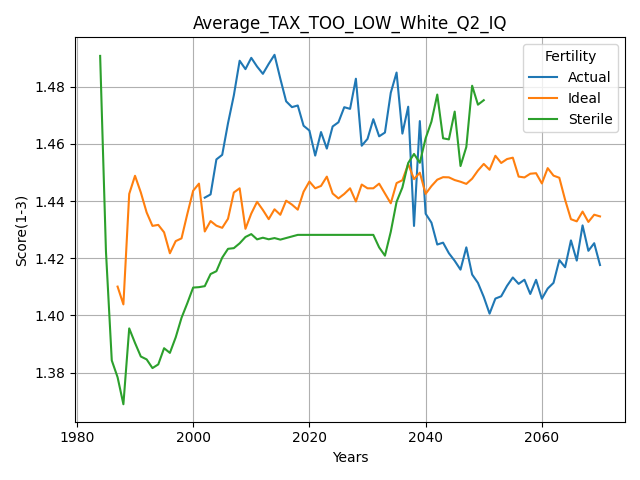 Average_TAX_TOO_LOW_White_Q2_IQ
Fertility
Actual
Ideal
Sterile
Score(1-3)
1.48
1.46
1.44
1.42
1.40
1.38
1980
2000
2020
2040
2060
Years